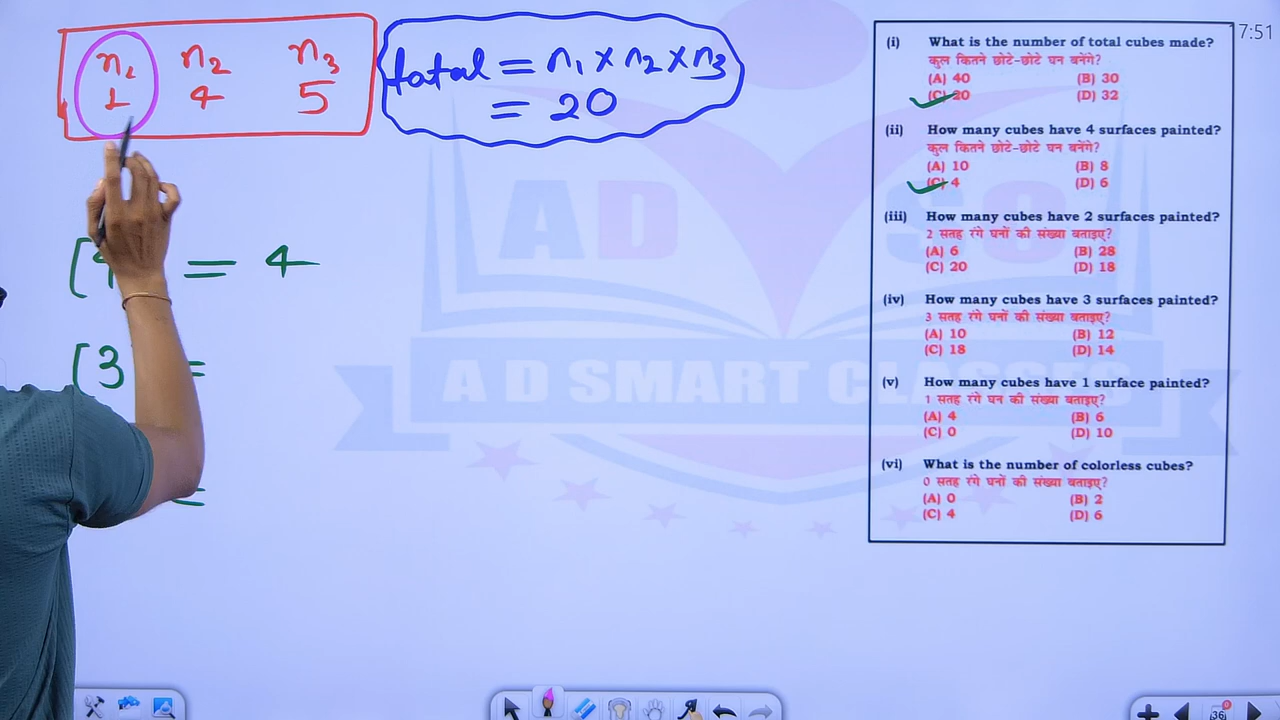 n1 n2 n3
1 4 5
total = n1 × n2 × n3
= 20
= 4
[3 =
17:51
(i) What is the number of total cubes made?
कुल कितने छोटे-छोटे घन बनेंगे?
(A) 40 (B) 30
(C) 20 (D) 32
(ii) How many cubes have 4 surfaces painted?
कुल कितने छोटे-छोटे घन बनेंगे?
(A) 10 (B) 8
(C) 4 (D) 6
(iii) How many cubes have 2 surfaces painted?
2 सतह रंगे घनों की संख्या बताइए?
(A) 6 (B) 28
(C) 20 (D) 18
(iv) How many cubes have 3 surfaces painted?
3 सतह रंगे घनों की संख्या बताइए?
(A) 10 (B) 12
(C) 18 (D) 14
(v) How many cubes have 1 surface painted?
1 सतह रंगे घन की संख्या बताइए?
(A) 4 (B) 6
(C) 0 (D) 10
(vi) What is the number of colorless cubes?
0 सतह रंगे घनों की संख्या बताइए?
(A) 0 (B) 2
(C) 4 (D) 6
AD SO
A D SMART CLASSES
36